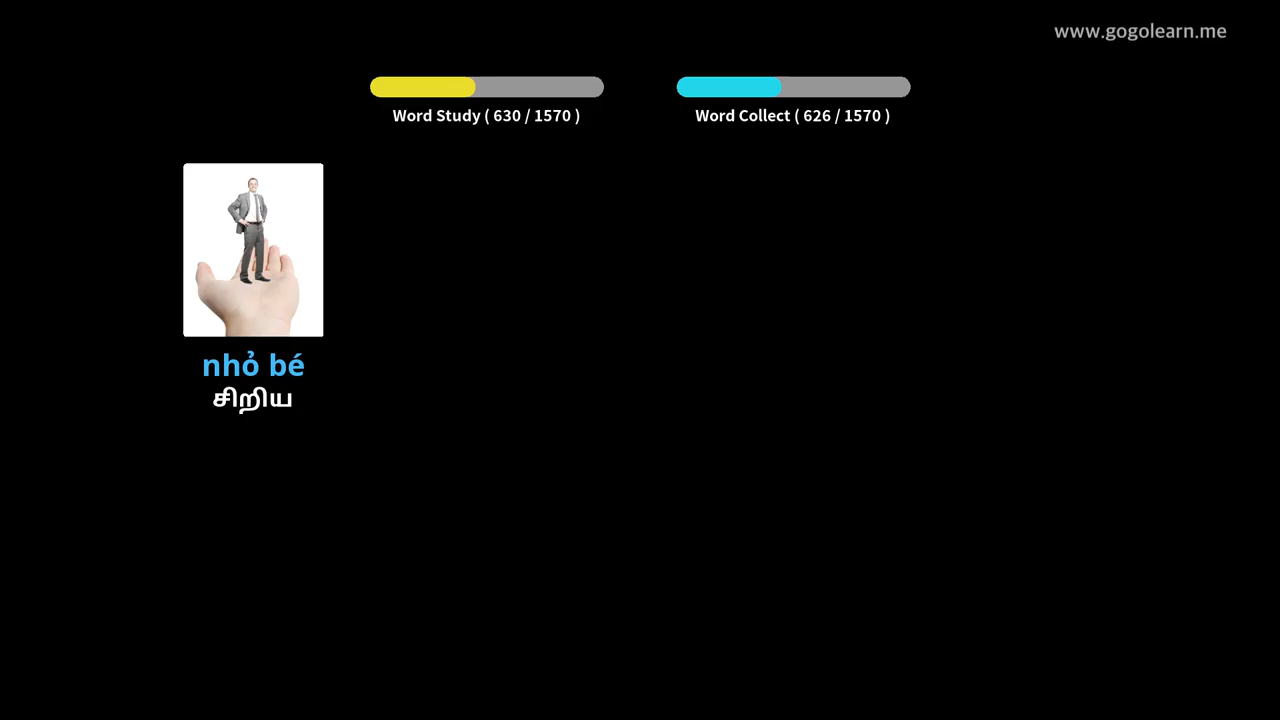 www.gogolearn.me
Word Study ( 630 / 1570 )
Word Collect ( 626 / 1570 )
nhỏ bé
சிறிய